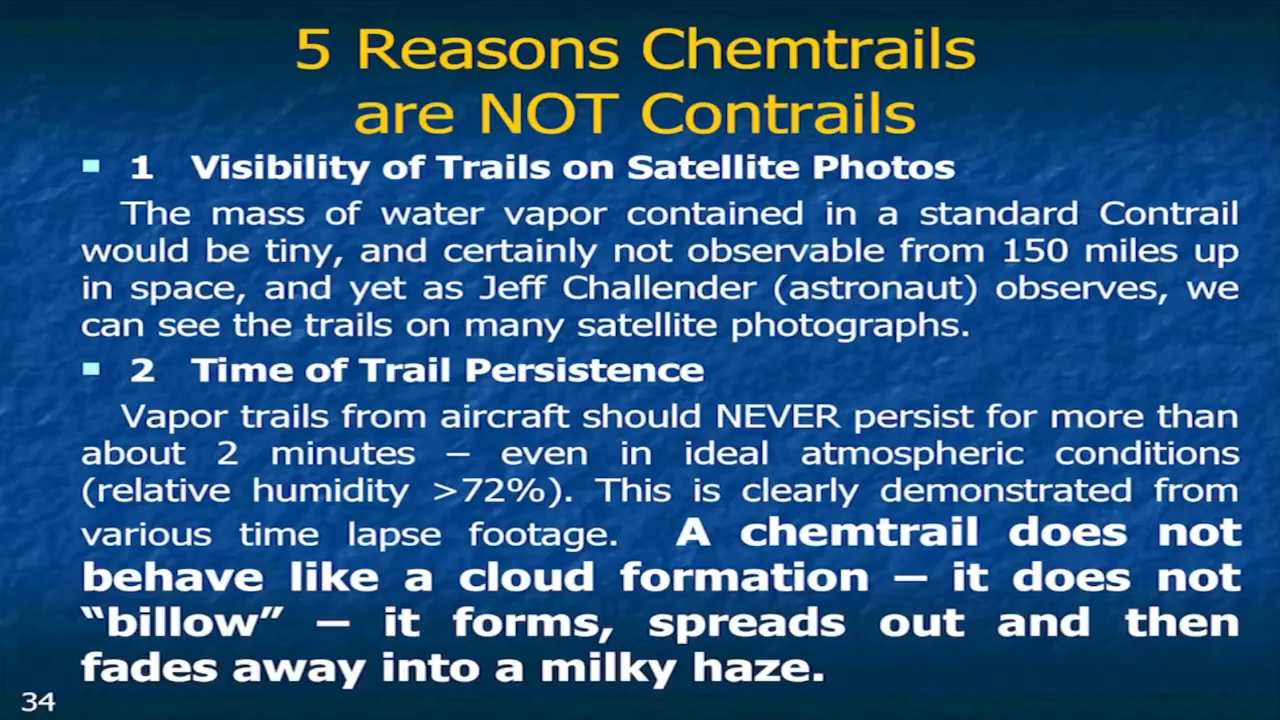 5 Reasons Chemtrails
are NOT Contrails
1 Visibility of Trails on Satellite Photos
The mass of water vapor contained in a standard Contrail
would be tiny, and certainly not observable from 150 miles up
in space, and yet as Jeff Challender (astronaut) observes, we
can see the trails on many satellite photographs.
2 Time of Trail Persistence
Vapor trails from aircraft should NEVER persist for more than
about 2 minutes – even in ideal atmospheric conditions
(relative humidity >72%). This is clearly demonstrated from
various time lapse footage. A chemtrail does not
behave like a cloud formation – it does not
“billow” – it forms, spreads out and then
fades away into a milky haze.
34